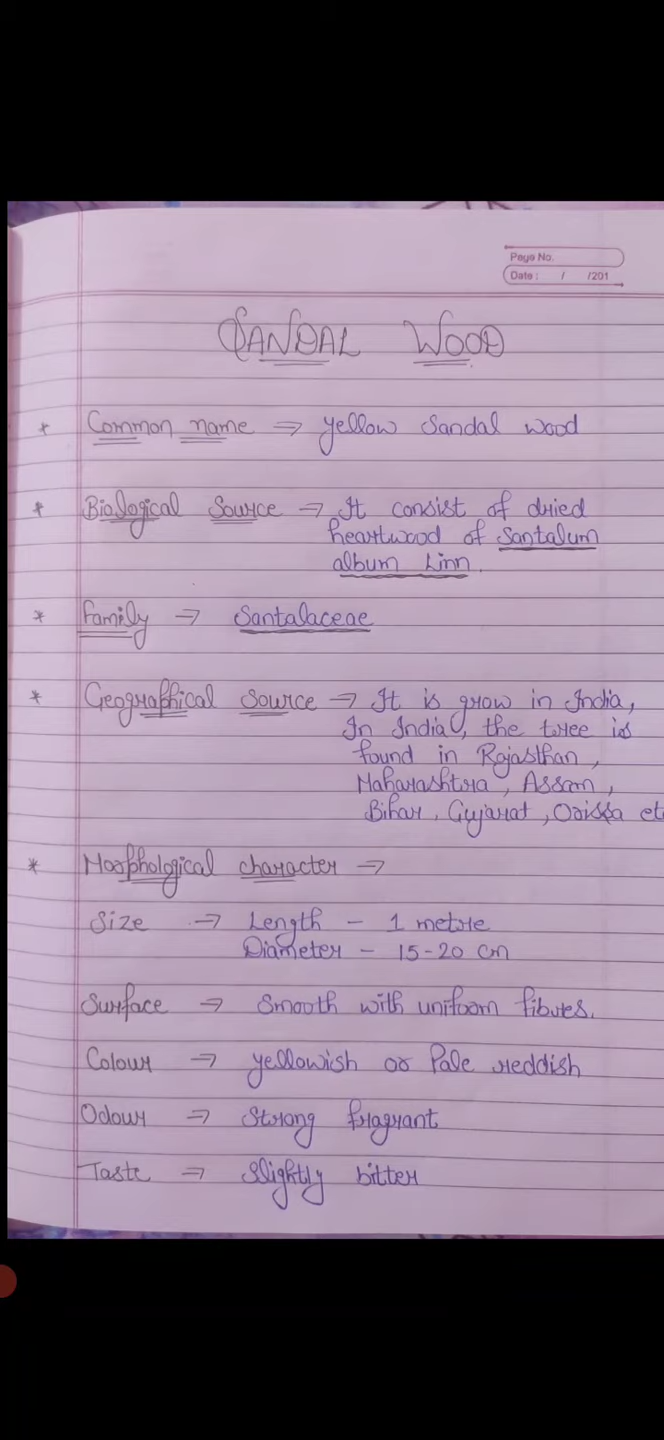 Page No.
Date : / /201
SANDAL WOOD
* Common name ⇒ yellow Sandal wood
* Biological Source → It consist of dried
heartwood of Santalum
album Linn.
* Family ⇒ Santalaceae
* Geographical Source → It is grow in India,
In India, the tree is
found in Rajasthan,
Maharashtra, Assam,
Bihar, Gujarat, Orissa et
* Morphological character ⇒
Size → Length - 1 metre
Diameter - 15-20 cm
Surface ⇒ Smooth with uniform fibres.
Colour ⇒ yellowish or Pale reddish
Odour ⇒ Strong fragrant
Taste ⇒ Slightly bitter